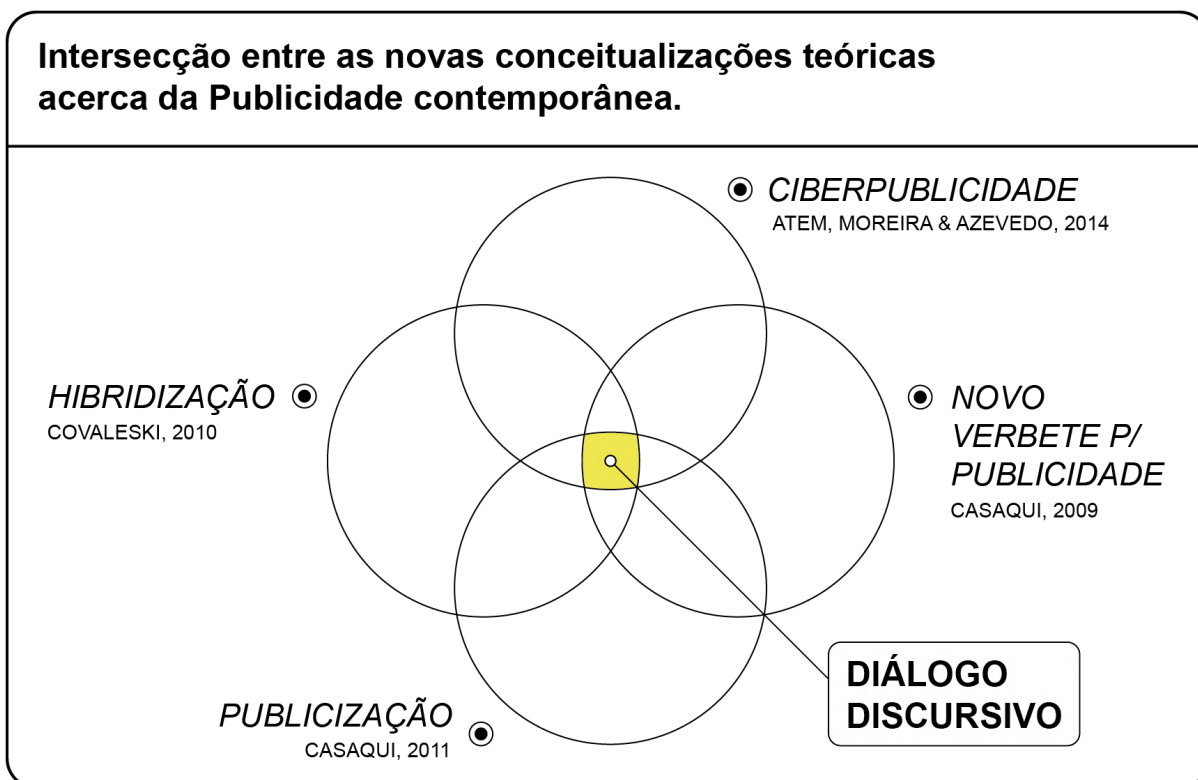 Intersecção entre as novas conceitualizações teóricas
acerca da Publicidade contemporânea.
CIBERPUBLICIDADE
ATEM, MOREIRA & AZEVEDO, 2014
HIBRIDIZAÇÃO
COVALESKI, 2010
NOVO
VERBETE P/
PUBLICIDADE
CASAQUI, 2009
PUBLICIZAÇÃO
CASAQUI, 2011
DIÁLOGO
DISCURSIVO